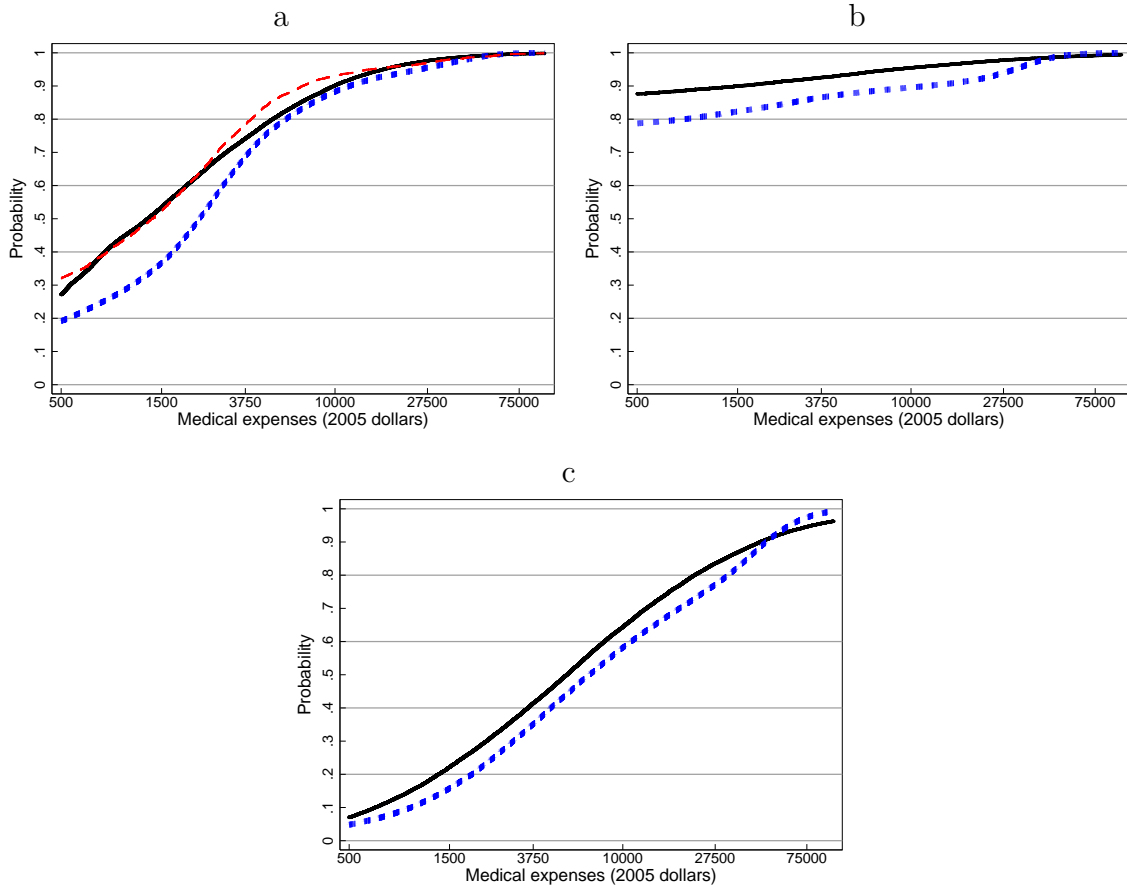 a
Probability
1
.9
.8
.7
.6
.5
.4
.3
.2
.1
0
500 1500 3750 10000 27500 75000
Medical expenses (2005 dollars)
b
Probability
1
.9
.8
.7
.6
.5
.4
.3
.2
.1
0
500 1500 3750 10000 27500 75000
Medical expenses (2005 dollars)
c
Probability
1
.9
.8
.7
.6
.5
.4
.3
.2
.1
0
500 1500 3750 10000 27500 75000
Medical expenses (2005 dollars)